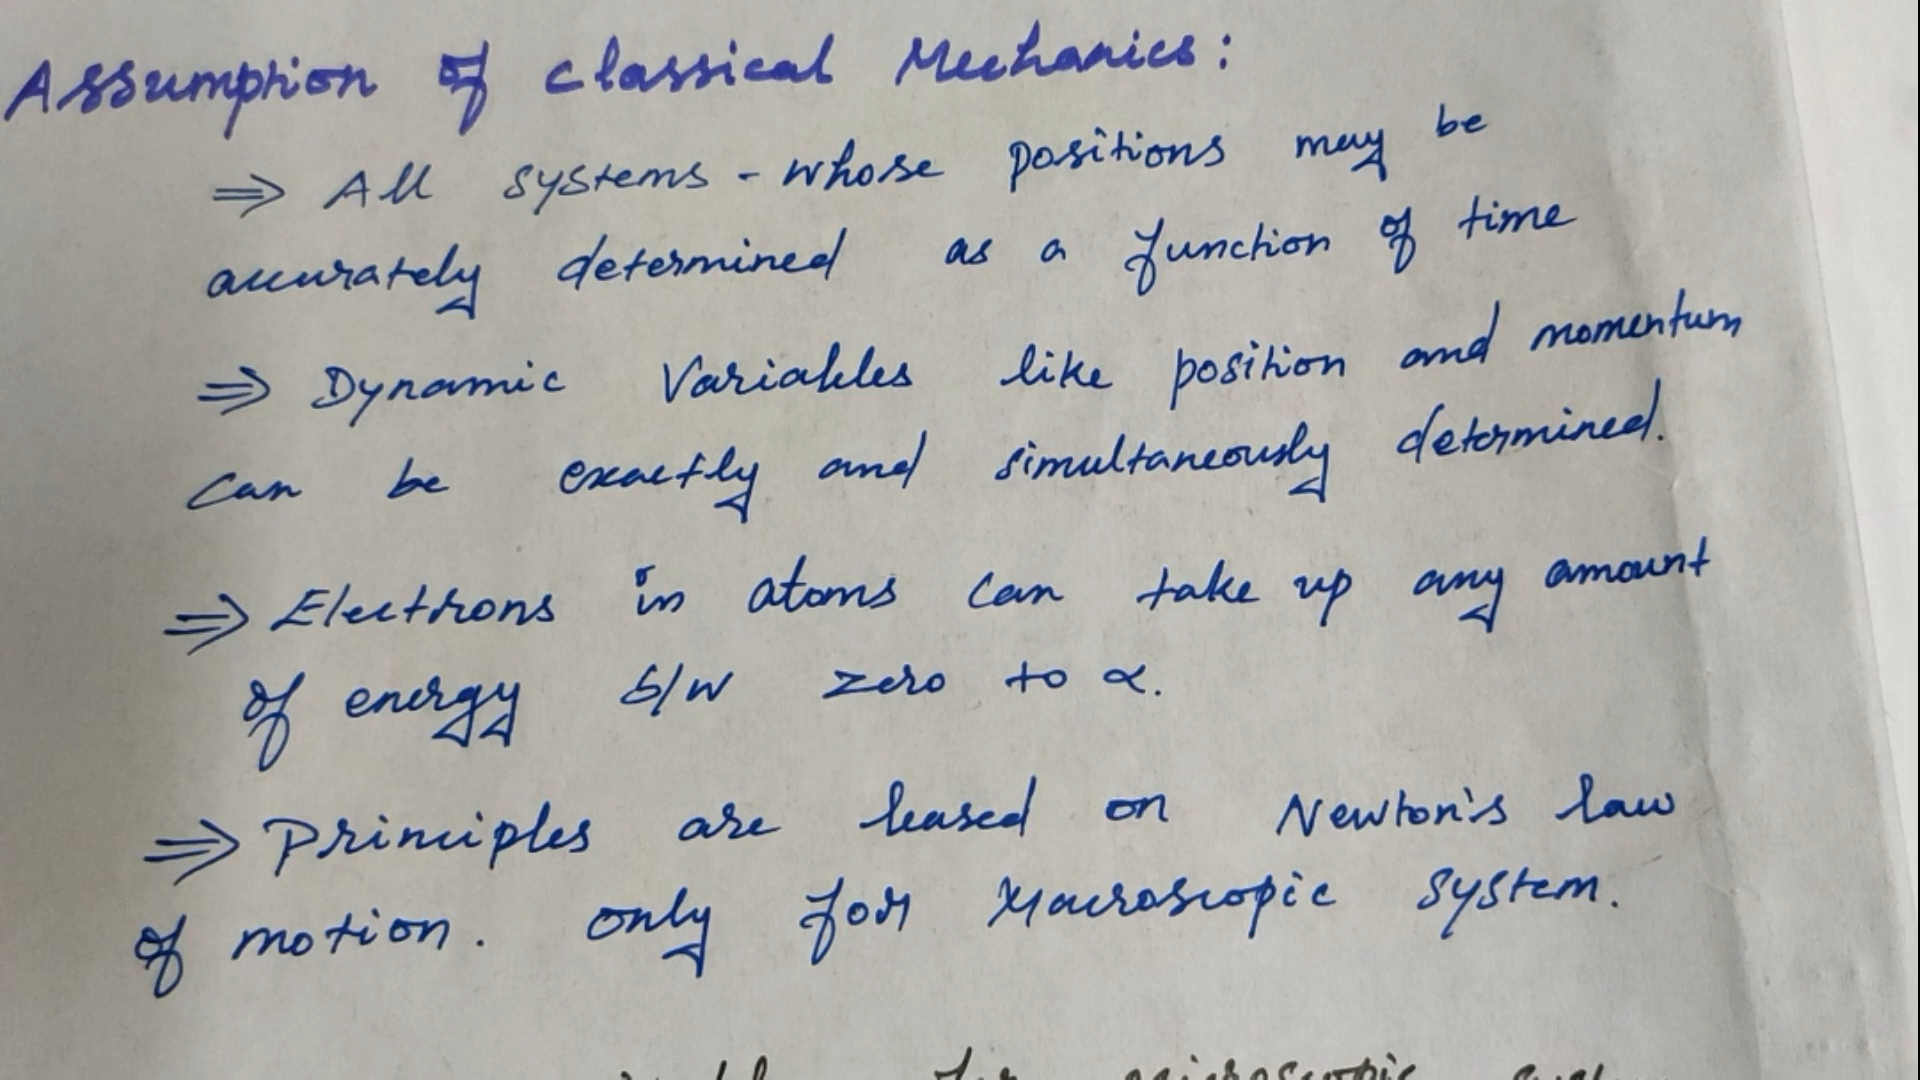 Assumption of Classical Mechanics:
⇒ All systems - whose positions may be
accurately determined as a function of time
⇒ Dynamic Variables like position and momentum
Can be exactly and simultaneously determined.
⇒ Electrons in atoms can take up any amount
of energy b/w zero to α.
⇒ Principles are based on Newton's law
of motion. only for Macroscopic system.
for microscopic